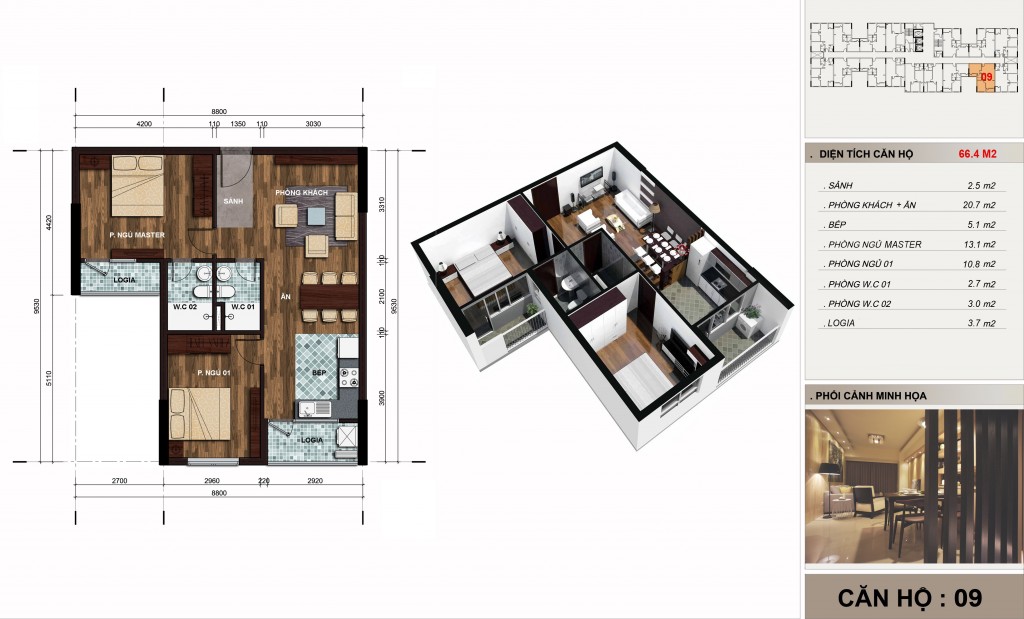 8800
4200 110 1350 110 3030
SẢNH
PHÒNG KHÁCH
P. NGỦ MASTER
LOGIA
W.C 02
W.C 01
ĂN
P. NGỦ 01
BẾP
LOGIA
4420
5110
9530
3310
110
2100
110
3900
9530
2700 2960 220 2920
8800
09
. DIỆN TÍCH CĂN HỘ 66.4 M2
. SẢNH 2.5 m2
. PHÒNG KHÁCH + ĂN 20.7 m2
. BẾP 5.1 m2
. PHÒNG NGỦ MASTER 13.1 m2
. PHÒNG NGỦ 01 10.8 m2
. PHÒNG W.C 01 2.7 m2
. PHÒNG W.C 02 3.0 m2
. LOGIA 3.7 m2
. PHỐI CẢNH MINH HỌA
CĂN HỘ : 09